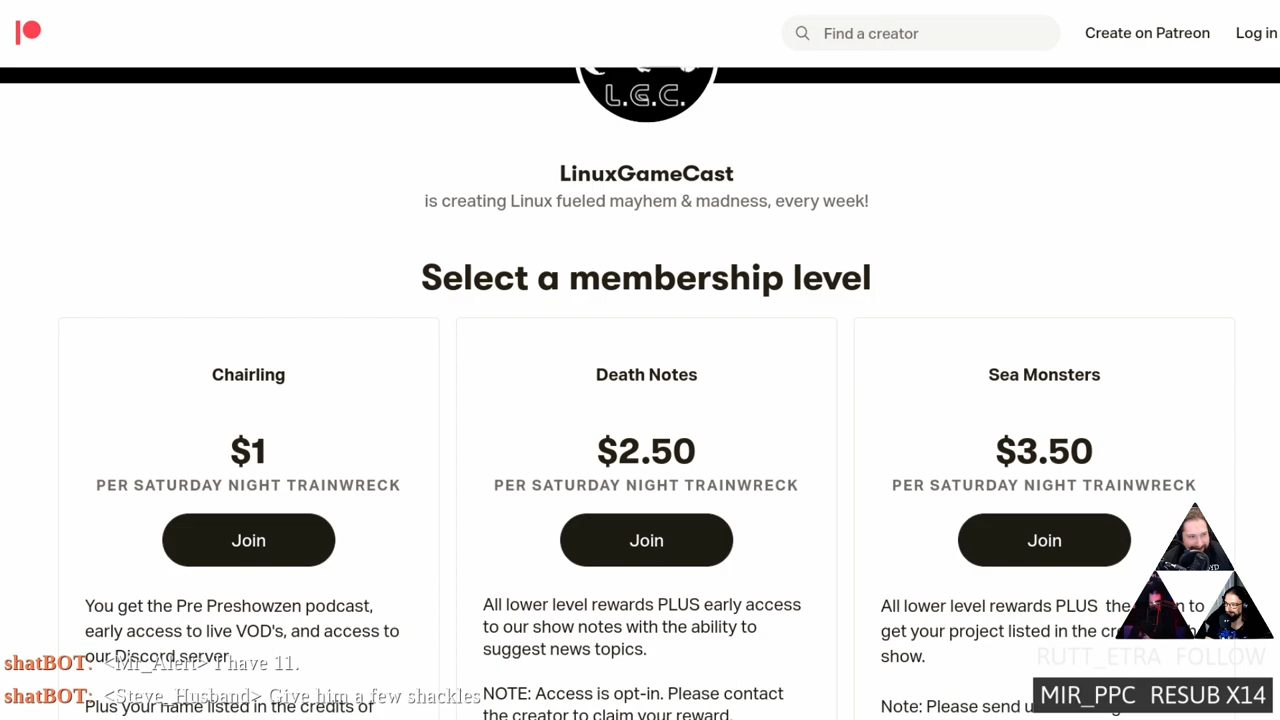 Find a creator
Create on Patreon
Log in
L.G.C.
LinuxGameCast
is creating Linux fueled mayhem & madness, every week!
Select a membership level
Chairling
$1
PER SATURDAY NIGHT TRAINWRECK
Join
You get the Pre Preshowzen podcast,
early access to live VOD's, and access to
our Discord server.
Plus your name listed in the credits of
Death Notes
$2.50
PER SATURDAY NIGHT TRAINWRECK
Join
All lower level rewards PLUS early access
to our show notes with the ability to
suggest news topics.
NOTE: Access is opt-in. Please contact
the creator to claim your reward.
Sea Monsters
$3.50
PER SATURDAY NIGHT TRAINWRECK
Join
All lower level rewards PLUS the to
get your project listed in the
show.
Note: Please send
shatBOT: <Mr_Alert> I have 11.
shatBOT: <Steve_Husband> Give him a few shackles
RUTT_ETRA FOLLOW
MIR_PPC RESUB X14